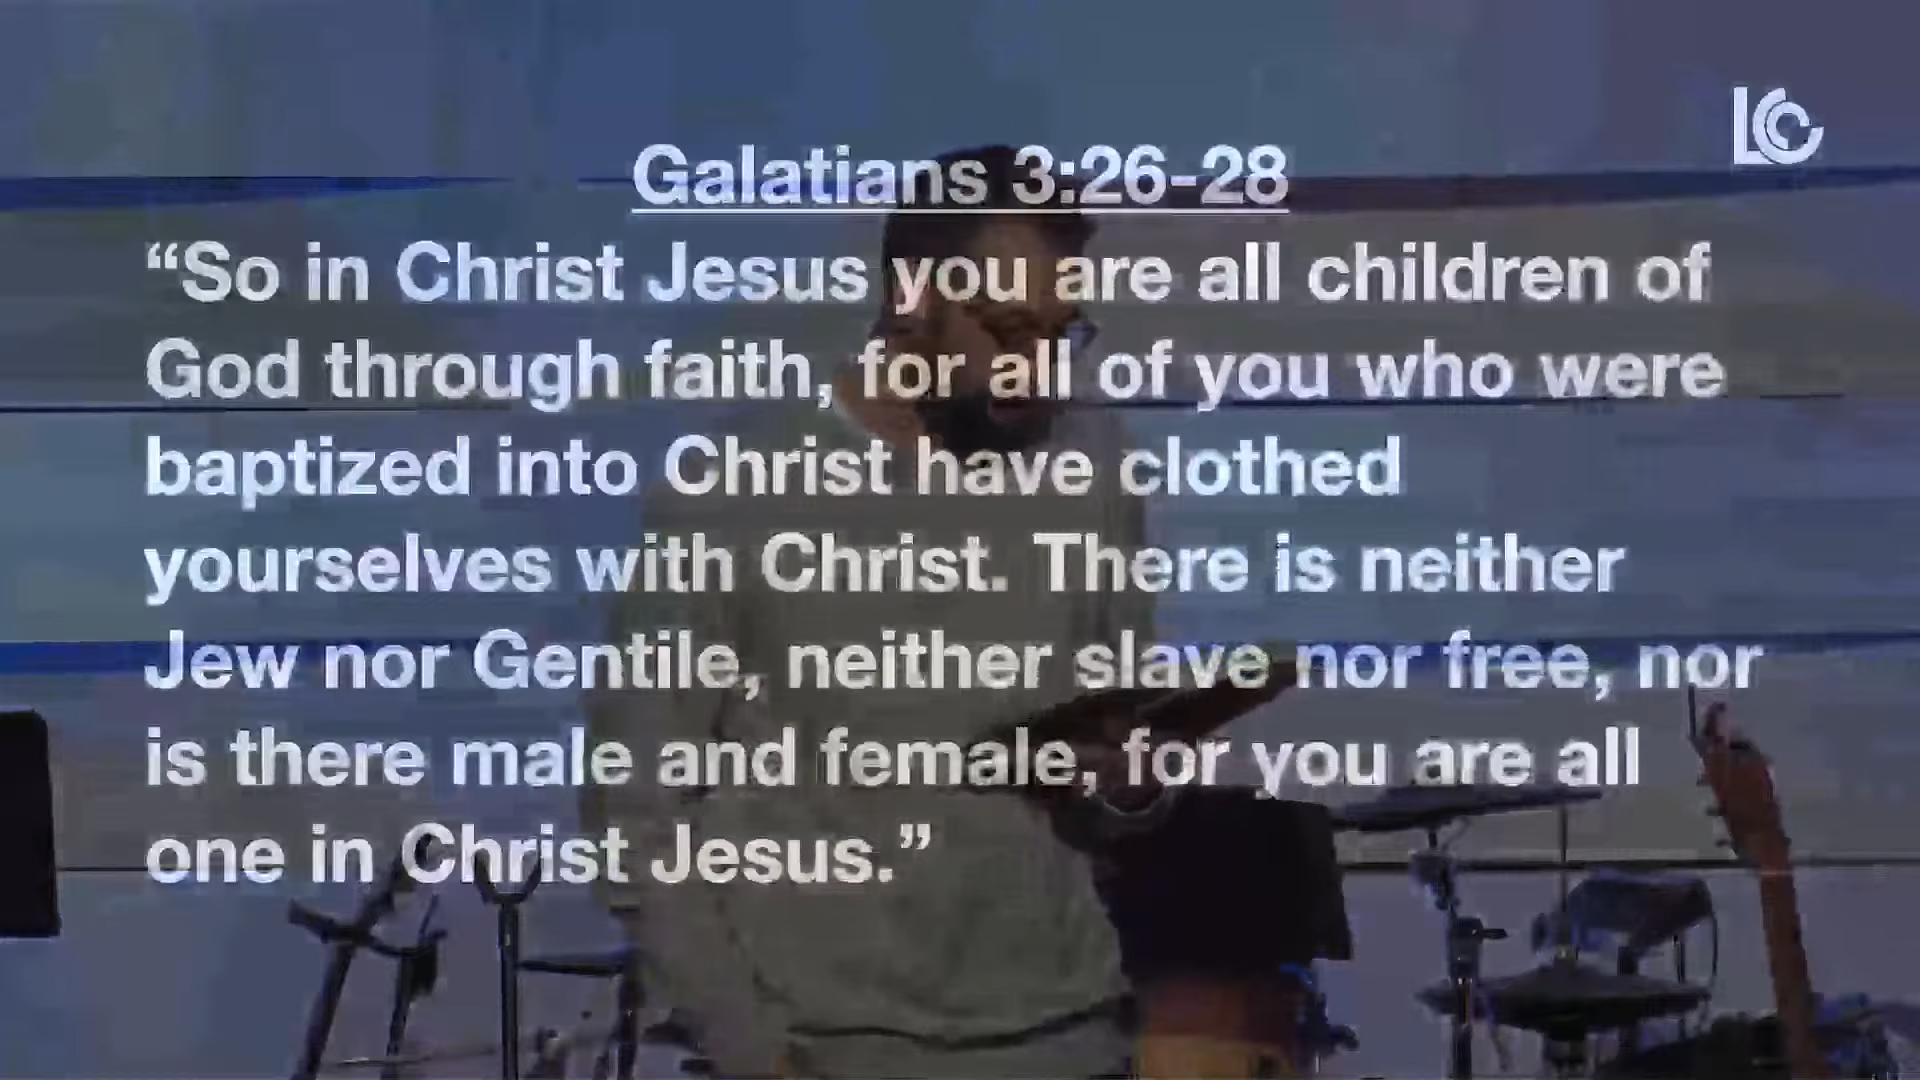 LCC
Galatians 3:26-28
“So in Christ Jesus you are all children of
God through faith, for all of you who were
baptized into Christ have clothed
yourselves with Christ. There is neither
Jew nor Gentile, neither slave nor free, nor
is there male and female, for you are all
one in Christ Jesus.”